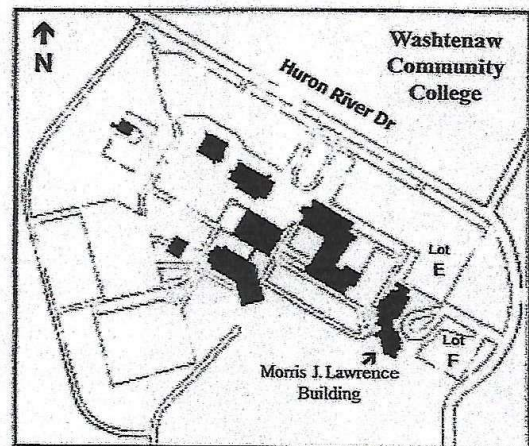 N
Washtenaw
Community
College
Huron River Dr
Lot
E
Lot
F
Morris J. Lawrence
Building